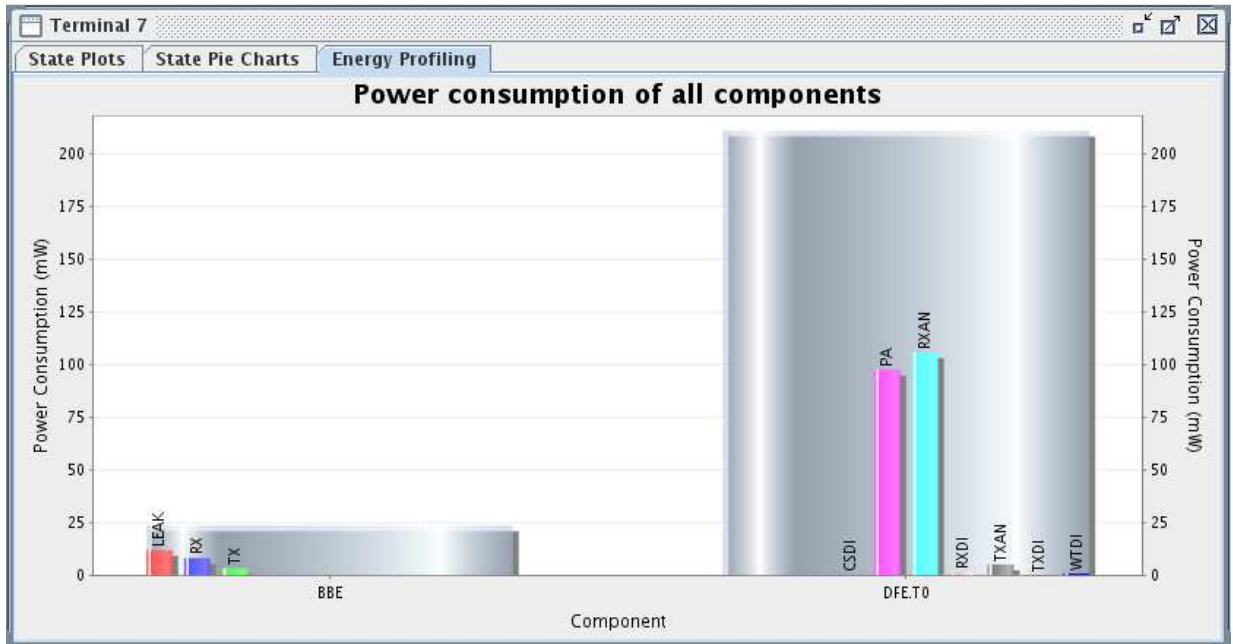 Terminal 7
State Plots
State Pie Charts
Energy Profiling
Power consumption of all components
Power Consumption (mW)
200
175
150
125
100
75
50
25
0
LEAK
RX
TX
CSDI
PA
RXAN
RXDI
TXAN
TXDI
WTDI
200
175
150
125
100
75
50
25
0
Power Consumption (mW)
BBE
DFE.T0
Component